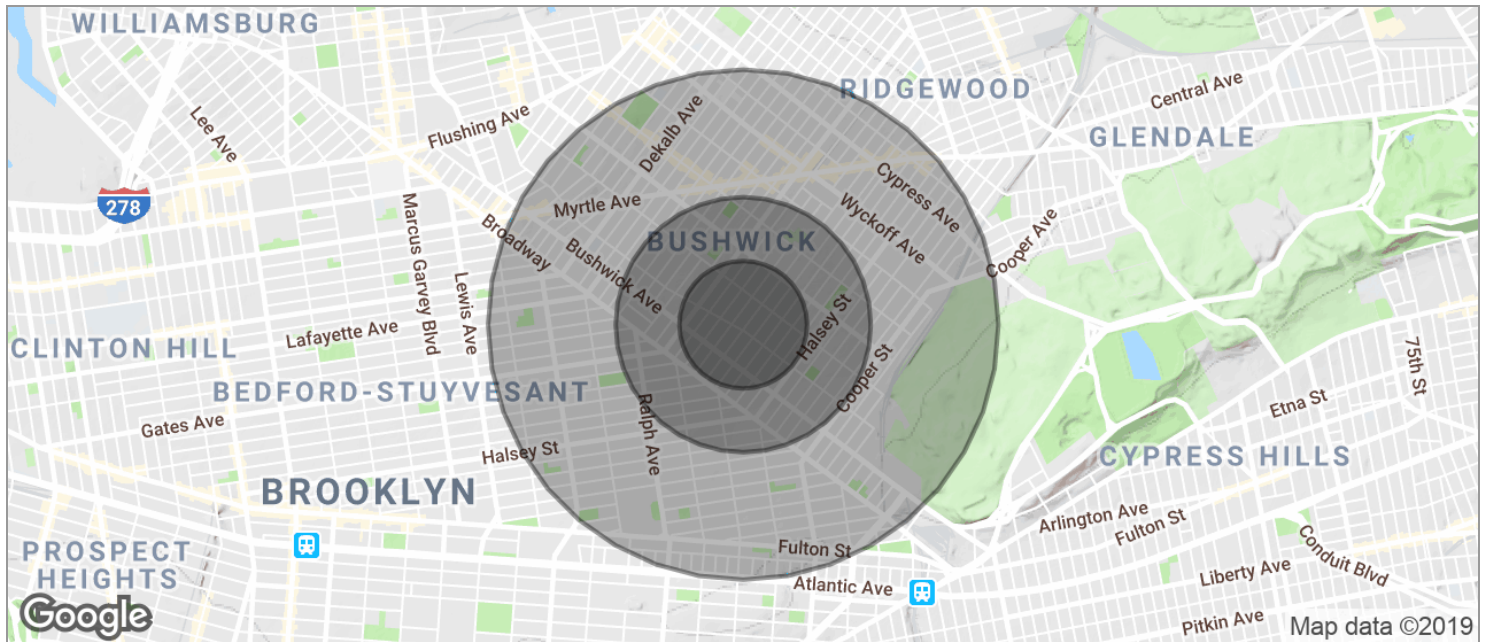 WILLIAMSBURG
RIDGEWOOD
Central Ave
Lee Ave
Flushing Ave
Dekalb Ave
GLENDALE
278
Marcus Garvey Blvd
Myrtle Ave
Cypress Ave
Wyckoff Ave
Broadway
Bushwick Ave
BUSHWICK
Cooper Ave
Lewis Ave
Lafayette Ave
Halsey St
CLINTON HILL
BEDFORD-STUYVESANT
Cooper St
75th St
Gates Ave
Ralph Ave
Etna St
Halsey St
CYPRESS HILLS
BROOKLYN
Arlington Ave
Fulton St
PROSPECT
HEIGHTS
Fulton St
Atlantic Ave
Conduit Blvd
Liberty Ave
Pitkin Ave
Google
Map data ©2019